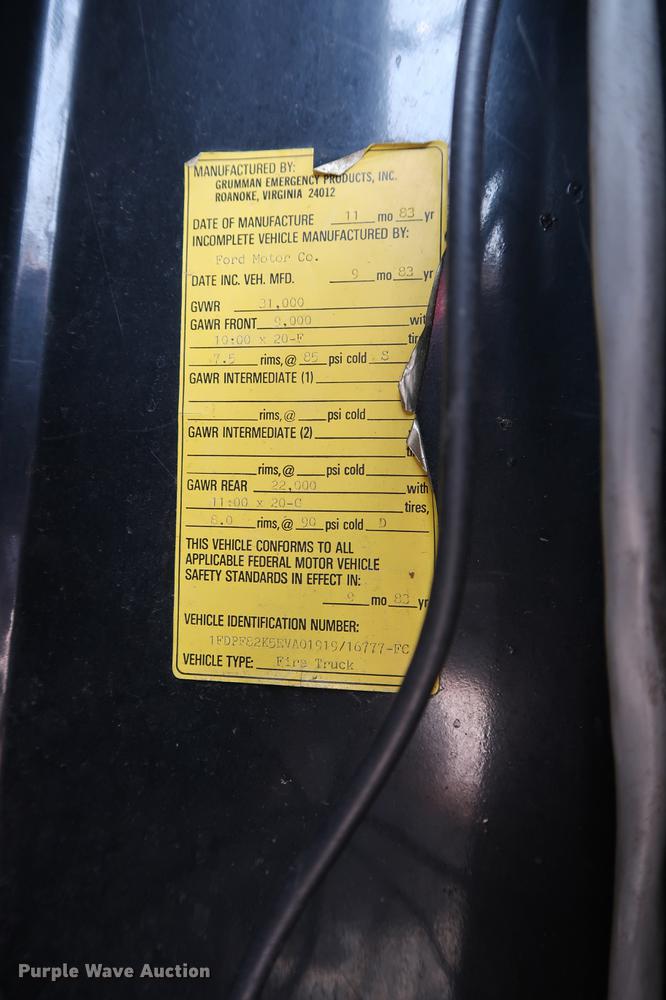 MANUFACTURED BY:
GRUMMAN EMERGENCY PRODUCTS, INC.
ROANOKE, VIRGINIA 24012
DATE OF MANUFACTURE 11 mo 83 yr
INCOMPLETE VEHICLE MANUFACTURED BY:
Ford Motor Co.
DATE INC. VEH. MFD. 9 mo 83 yr
GVWR 31,000
GAWR FRONT 9,000 with
10:00 x 20-F
7.5 rims,@ 85 psi cold S
GAWR INTERMEDIATE (1)
rims,@ psi cold
GAWR INTERMEDIATE (2)
rims,@ psi cold
GAWR REAR 22,000 with
11:00 x 20- tires,
8.0 rims,@ 90 psi cold D
THIS VEHICLE CONFORMS TO ALL
APPLICABLE FEDERAL MOTOR VEHICLE
SAFETY STANDARDS IN EFFECT IN:
9 mo 83 yr
VEHICLE IDENTIFICATION NUMBER:
1FDPF82K5EVA01919/16777-FC
VEHICLE TYPE: Fire Truck
Purple Wave Auction